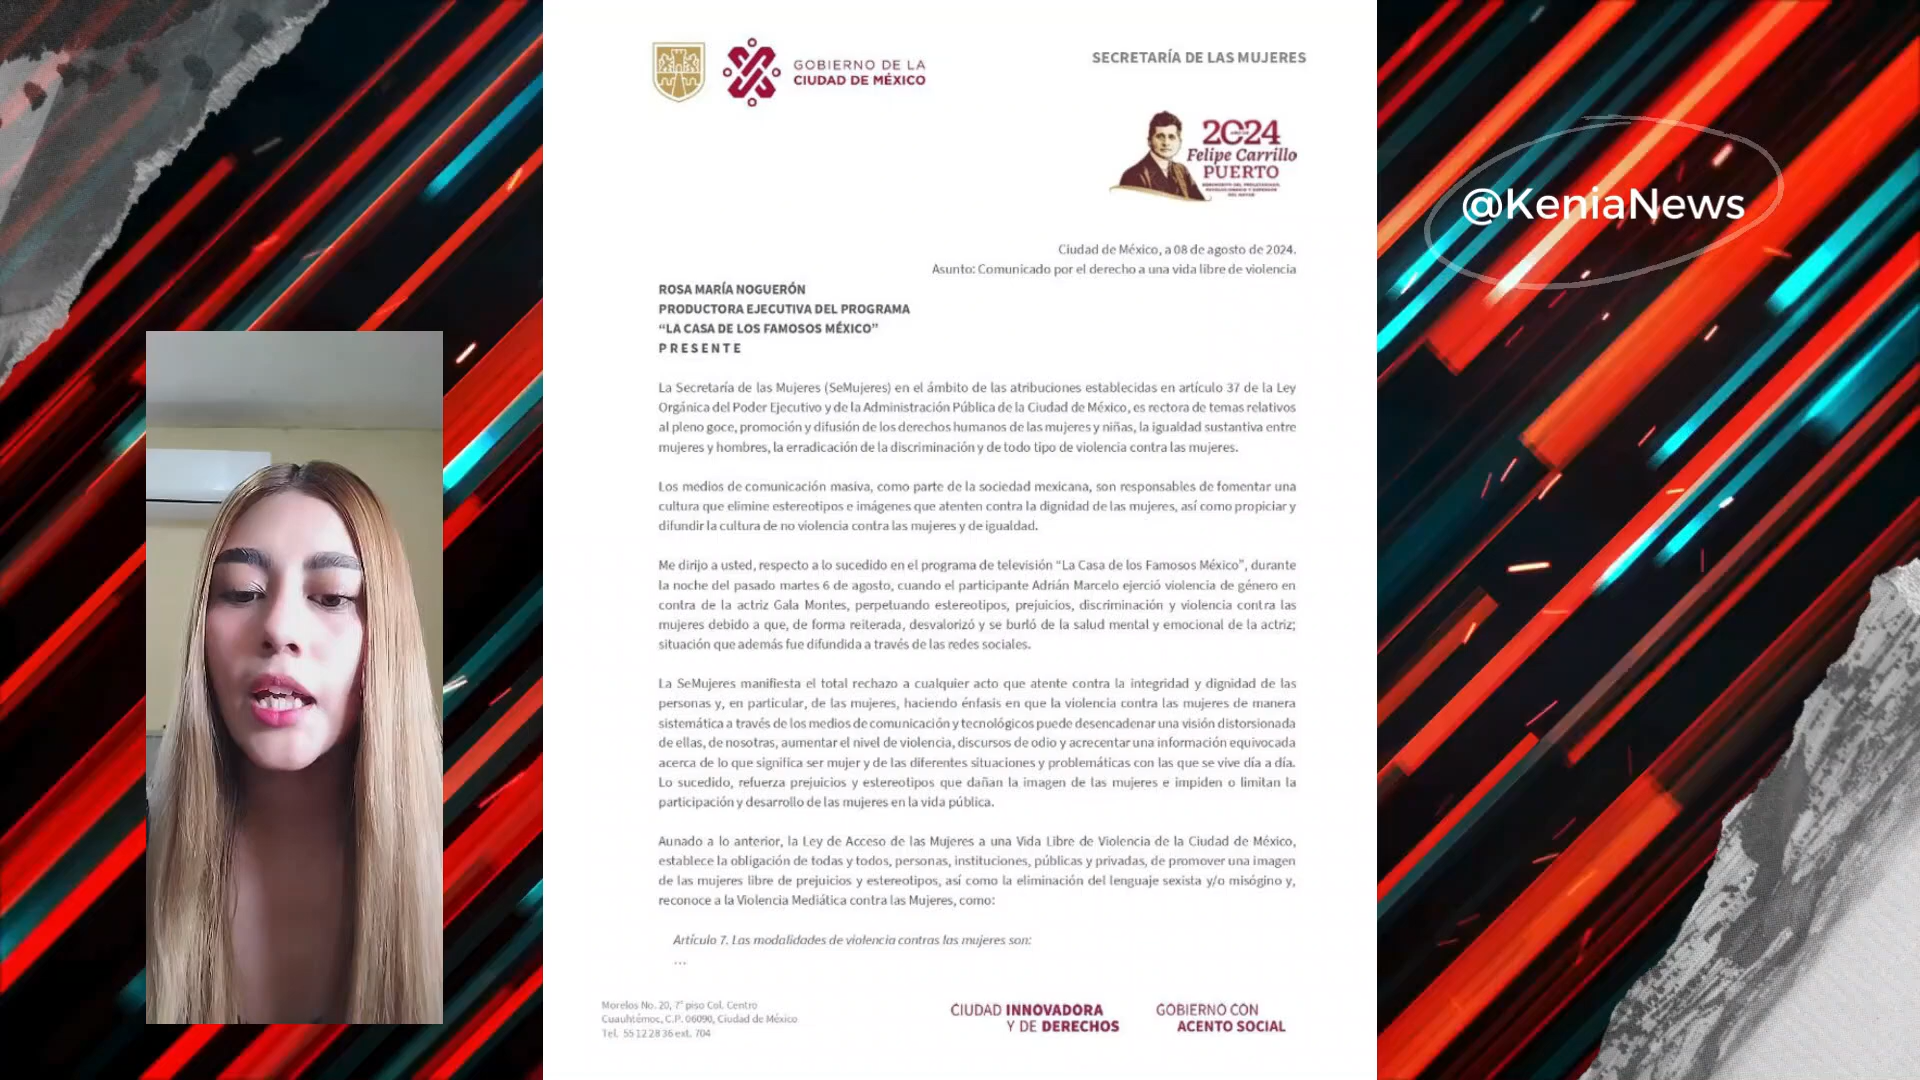 GOBIERNO DE LA
CIUDAD DE MÉXICO
SECRETARÍA DE LAS MUJERES
2024
Felipe Carrillo
PUERTO
@KeniaNews
Ciudad de México, a 08 de agosto de 2024.
Asunto: Comunicado por el derecho a una vida libre de violencia
ROSA MARÍA NOGUERÓN
PRODUCTORA EJECUTIVA DEL PROGRAMA
“LA CASA DE LOS FAMOSOS MÉXICO”
P R E S E N T E
La Secretaría de las Mujeres (SeMujeres) en el ámbito de las atribuciones establecidas en artículo 37 de la Ley
Orgánica del Poder Ejecutivo y de la Administración Pública de la Ciudad de México, es rectora de temas relativos
al pleno goce, promoción y difusión de los derechos humanos de las mujeres y niñas, la igualdad sustantiva entre
mujeres y hombres, la erradicación de la discriminación y de todo tipo de violencia contra las mujeres.
Los medios de comunicación masiva, como parte de la sociedad mexicana, son responsables de fomentar una
cultura que elimine estereotipos e imágenes que atenten contra la dignidad de las mujeres, así como propiciar y
difundir la cultura de no violencia contra las mujeres y de igualdad.
Me dirijo a usted, respecto a lo sucedido en el programa de televisión “La Casa de los Famosos México”, durante
la noche del pasado martes 6 de agosto, cuando el participante Adrián Marcelo ejerció violencia de género en
contra de la actriz Gala Montes, perpetuando estereotipos, prejuicios, discriminación y violencia contra las
mujeres debido a que, de forma reiterada, desvalorizó y se burló de la salud mental y emocional de la actriz;
situación que además fue difundida a través de las redes sociales.
La SeMujeres manifiesta el total rechazo a cualquier acto que atente contra la integridad y dignidad de las
personas y, en particular, de las mujeres, haciendo énfasis en que la violencia contra las mujeres de manera
sistemática a través de los medios de comunicación y tecnológicos puede desencadenar una visión distorsionada
de ellas, de nosotras, aumentar el nivel de violencia, discursos de odio y acrecentar una información equivocada
acerca de lo que significa ser mujer y de las diferentes situaciones y problemáticas con las que se vive día a día.
Lo sucedido, refuerza prejuicios y estereotipos que dañan la imagen de las mujeres e impiden o limitan la
participación y desarrollo de las mujeres en la vida pública.
Aunado a lo anterior, la Ley de Acceso de las Mujeres a una Vida Libre de Violencia de la Ciudad de México,
establece la obligación de todas y todos, personas, instituciones, públicas y privadas, de promover una imagen
de las mujeres libre de prejuicios y estereotipos, así como la eliminación del lenguaje sexista y/o misógino y,
reconoce a la Violencia Mediática contra las Mujeres, como:
Artículo 7. Las modalidades de violencia contras las mujeres son:
...
Morelos No. 20, 7° piso Col. Centro
Cuauhtémoc, C.P. 06090, Ciudad de México
Tel. 55 12 28 36 ext. 704
CIUDAD INNOVADORA
Y DE DERECHOS
GOBIERNO CON
ACENTO SOCIAL